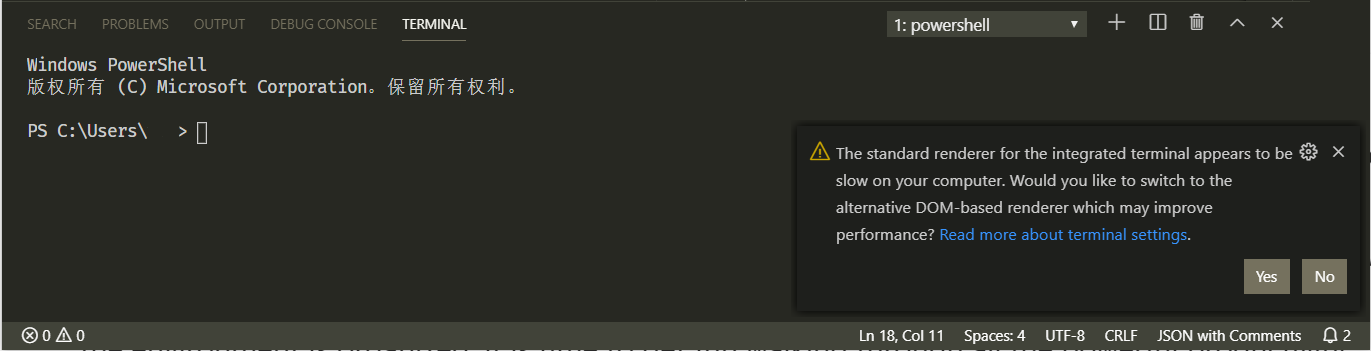 SEARCH PROBLEMS OUTPUT DEBUG CONSOLE TERMINAL 1: powershell
Windows PowerShell
版权所有 (C) Microsoft Corporation。保留所有权利。
PS C:\Users\ >
The standard renderer for the integrated terminal appears to be
slow on your computer. Would you like to switch to the
alternative DOM-based renderer which may improve
performance? Read more about terminal settings.
Yes No
0 0 Ln 18, Col 11 Spaces: 4 UTF-8 CRLF JSON with Comments 2